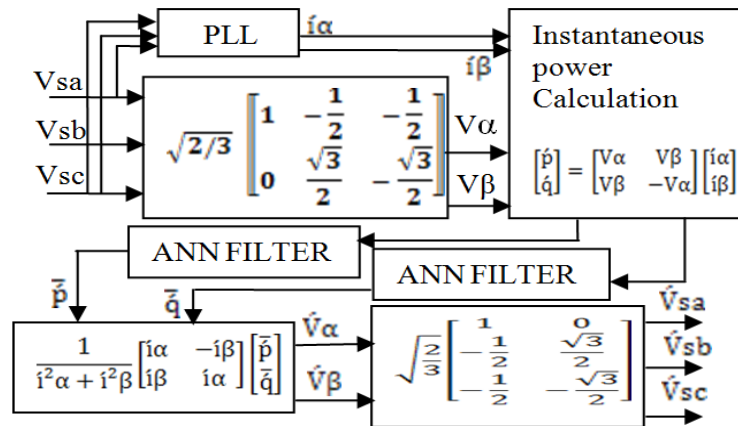 PLL
íα
íβ
Vsa
Vsb
Vsc
√2/3 [1 -1/2 -1/2
0 √3/2 -√3/2]
Vα
Vβ
Instantaneous
power
Calculation
[ṕ q́] = [Vα Vβ
Vβ -Vα] [íα íβ]
ANN FILTER
ANN FILTER
p̄́
q̄́
1/(í²α + í²β) [íα -íβ
íβ íα] [p̄́ q̄́]
V́α
V́β
√2/3 [1 0
-1/2 √3/2
-1/2 -√3/2]
V́sa
V́sb
V́sc